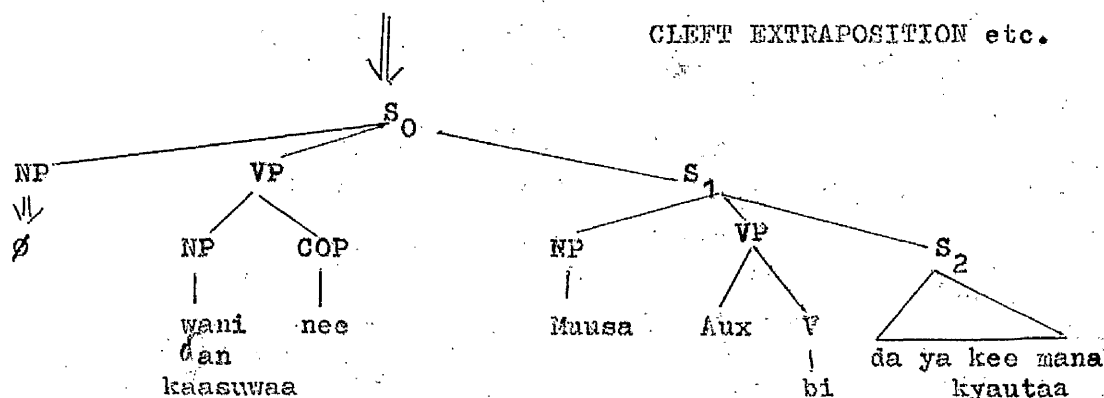 CLEFT EXTRAPOSITION etc.
S0
NP VP S1
ø NP COP NP VP S2
wani nee Muusa Aux V da ya kee mana
ɗan bi kyautaa
kaasuwaa